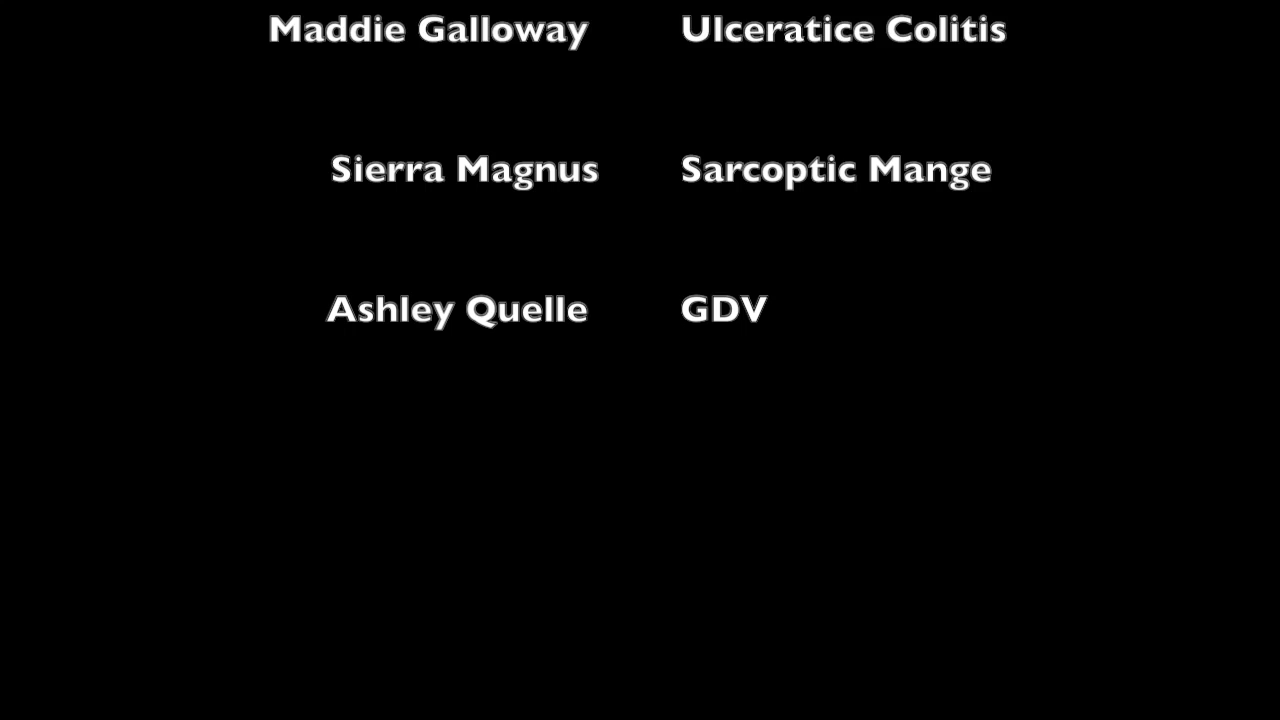 Maddie Galloway Ulceratice Colitis
Sierra Magnus Sarcoptic Mange
Ashley Quelle GDV